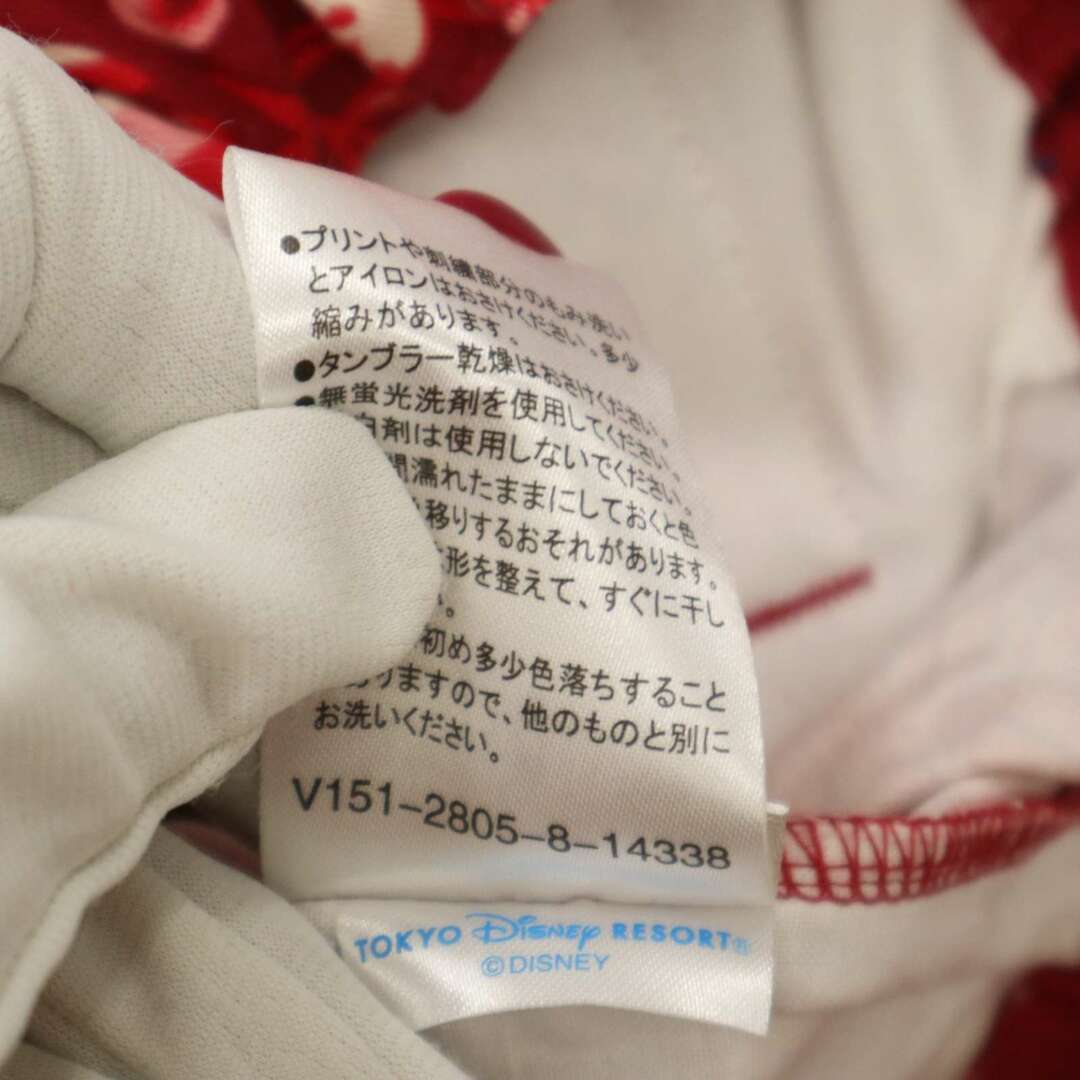 ●プリントや刺繍部分のもみ洗い
とアイロンはおさけください。多少
縮みがあります。
●タンブラー乾燥はおさけください。
●無蛍光洗剤を使用してください。
白剤は使用しないでください。
間濡れたままにしておくと色
移りするおそれがあります。
形を整えて、すぐに干し
い。
初め多少色落ちすること
ありますので、他のものと別に
お洗いください。
V151-2805-8-14338
TOKYO Disney RESORT®
©DISNEY